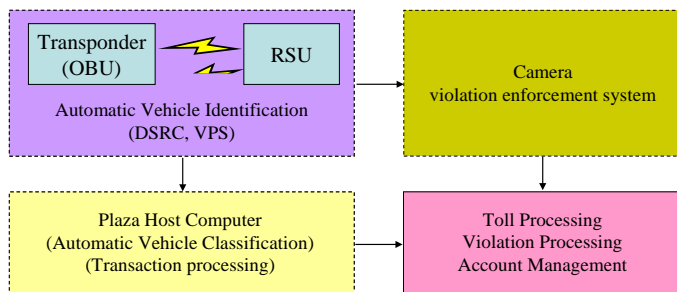 Transponder
(OBU)
RSU
Automatic Vehicle Identification
(DSRC, VPS)
Camera
violation enforcement system
Plaza Host Computer
(Automatic Vehicle Classification)
(Transaction processing)
Toll Processing
Violation Processing
Account Management